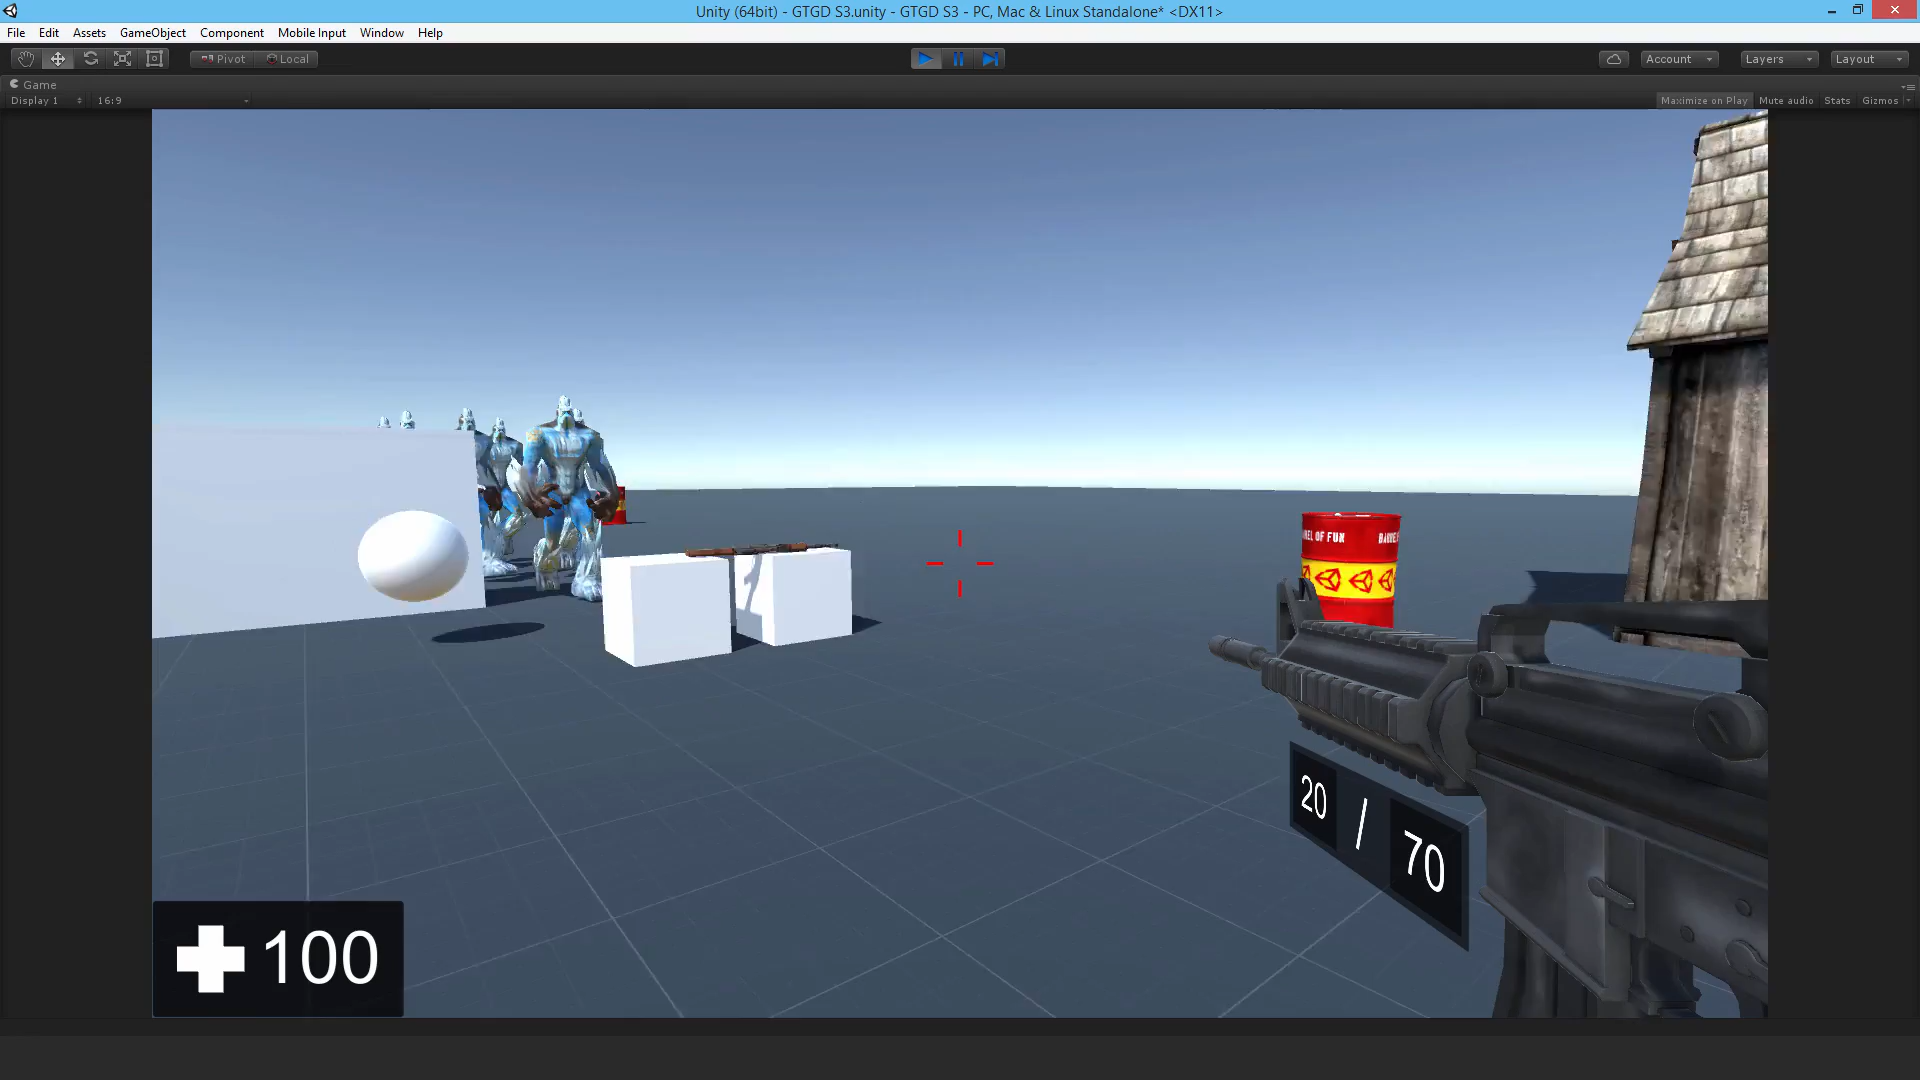 Unity (64bit) - GTGD S3.unity - GTGD S3 - PC, Mac & Linux Standalone* <DX11>
File Edit Assets GameObject Component Mobile Input Window Help
Pivot Local Account Layers Layout
Game
Display 1 16:9 Maximize on Play Mute audio Stats Gizmos
OF FUN
20 / 70
100